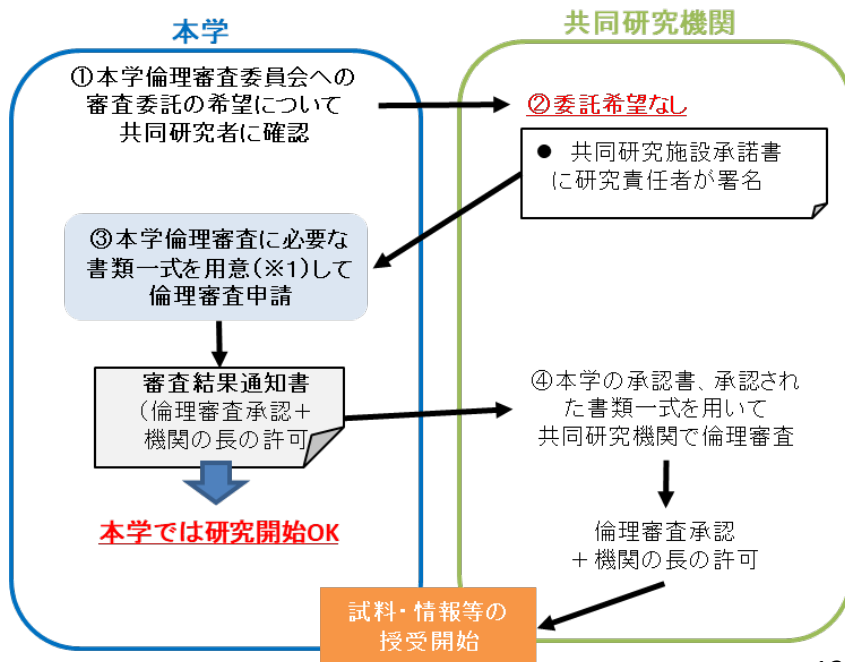 本学
共同研究機関
①本学倫理審査委員会への
審査委託の希望について
共同研究者に確認
②委託希望なし
● 共同研究施設承諾書
に研究責任者が署名
③本学倫理審査に必要な
書類一式を用意(※1)して
倫理審査申請
審査結果通知書
(倫理審査承認＋
機関の長の許可
本学では研究開始OK
④本学の承認書、承認され
た書類一式を用いて
共同研究機関で倫理審査
倫理審査承認
＋機関の長の許可
試料・情報等の
授受開始